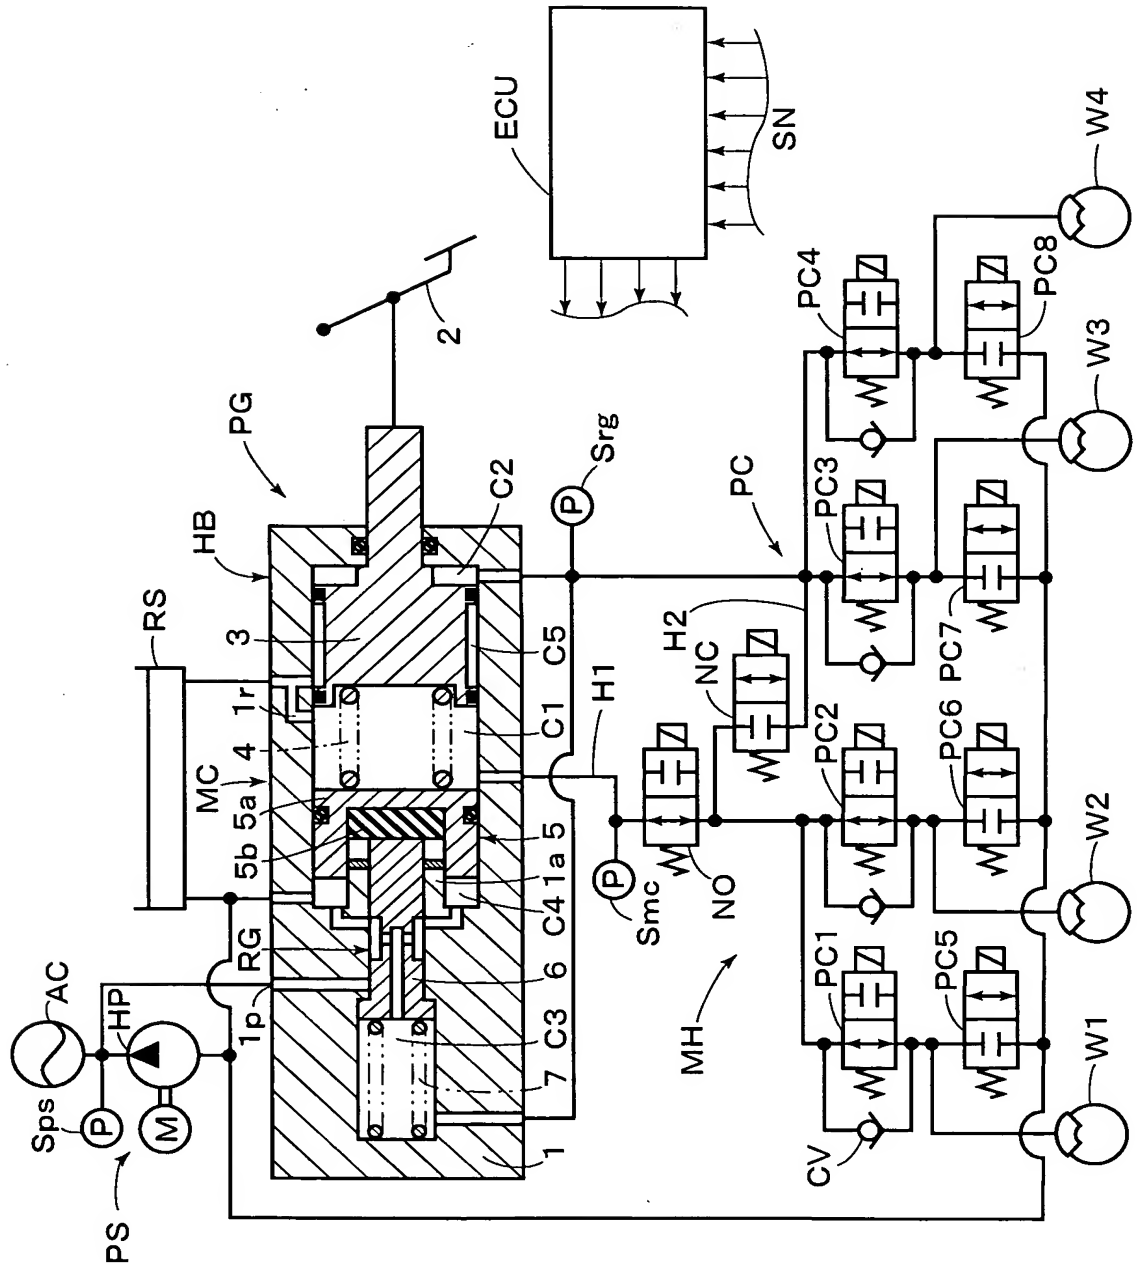 ECU
SN
2
PG
HB
RS
3
1r
4
MC
5a
5b
RG
AC
HP
1p
Sps
P
M
PS
C2
C5
C1
5
1a
C4
6
C3
7
1
Srg
P
H1
P
Smc
NO
NC
H2
PC
MH
PC4
PC3
PC2
PC1
PC8
PC7
PC6
PC5
CV
W4
W3
W2
W1